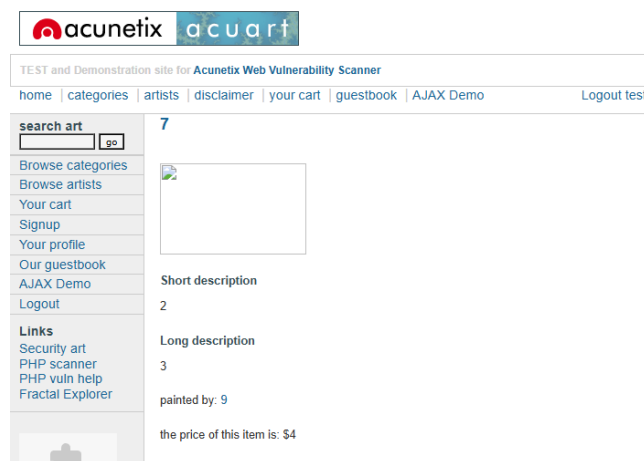 acunetix acuart
TEST and Demonstration site for Acunetix Web Vulnerability Scanner
home | categories | artists | disclaimer | your cart | guestbook | AJAX Demo Logout test
search art
go
Browse categories
Browse artists
Your cart
Signup
Your profile
Our guestbook
AJAX Demo
Logout
Links
Security art
PHP scanner
PHP vuln help
Fractal Explorer
7
Short description
2
Long description
3
painted by: 9
the price of this item is: $4